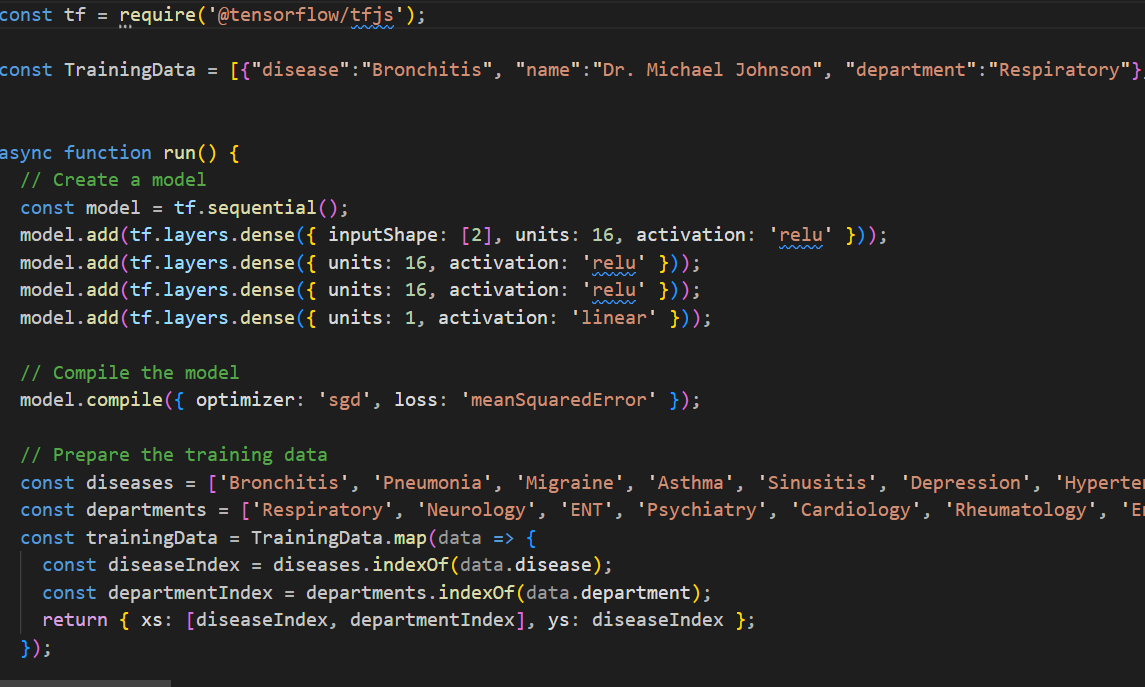 const tf = require('@tensorflow/tfjs');
const TrainingData = [{"disease":"Bronchitis", "name":"Dr. Michael Johnson", "department":"Respiratory"},
async function run() {
  // Create a model
  const model = tf.sequential();
  model.add(tf.layers.dense({ inputShape: [2], units: 16, activation: 'relu' }));
  model.add(tf.layers.dense({ units: 16, activation: 'relu' }));
  model.add(tf.layers.dense({ units: 16, activation: 'relu' }));
  model.add(tf.layers.dense({ units: 1, activation: 'linear' }));
  // Compile the model
  model.compile({ optimizer: 'sgd', loss: 'meanSquaredError' });
  // Prepare the training data
  const diseases = ['Bronchitis', 'Pneumonia', 'Migraine', 'Asthma', 'Sinusitis', 'Depression', 'Hyperten
  const departments = ['Respiratory', 'Neurology', 'ENT', 'Psychiatry', 'Cardiology', 'Rheumatology', 'En
  const trainingData = TrainingData.map(data => {
    const diseaseIndex = diseases.indexOf(data.disease);
    const departmentIndex = departments.indexOf(data.department);
    return { xs: [diseaseIndex, departmentIndex], ys: diseaseIndex };
  });